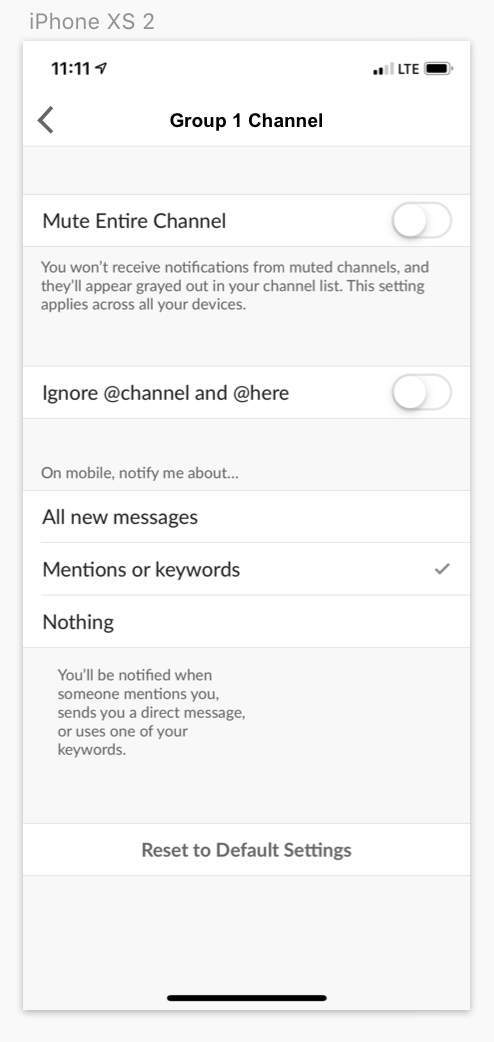 iPhone XS 2
11:11 LTE
Group 1 Channel
Mute Entire Channel
You won’t receive notifications from muted channels, and
they’ll appear grayed out in your channel list. This setting
applies across all your devices.
Ignore @channel and @here
On mobile, notify me about...
All new messages
Mentions or keywords
Nothing
You’ll be notified when
someone mentions you,
sends you a direct message,
or uses one of your
keywords.
Reset to Default Settings